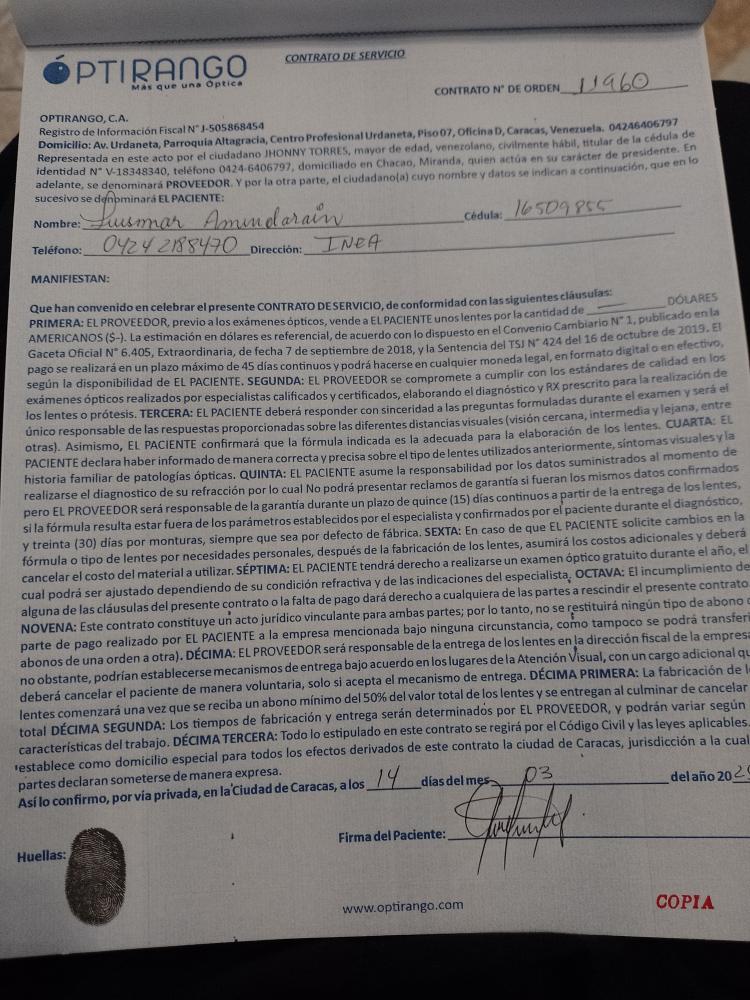 ÓPTIRANGO
Más que una Óptica
CONTRATO DE SERVICIO
CONTRATO N° DE ORDEN 11960
OPTIRANGO, C.A.
Registro de Información Fiscal N° J-505868454
Domicilio: Av. Urdaneta, Parroquia Altagracia, Centro Profesional Urdaneta, Piso 07, Oficina D, Caracas, Venezuela. 04246406797
Representada en este acto por el ciudadano JHONNY TORRES, mayor de edad, venezolano, civilmente hábil, titular de la cédula de
identidad N° V-18348340, teléfono 0424-6406797, domiciliado en Chacao, Miranda, quien actúa en su carácter de presidente. En
adelante, se denominará PROVEEDOR. Y por la otra parte, el ciudadano(a) cuyo nombre y datos se indican a continuación, que en lo
sucesivo se denominará EL PACIENTE:
Nombre: Luismar Amundarain Cédula: 16509855
Teléfono: 04242188470 Dirección: INEA
MANIFIESTAN:
Que han convenido en celebrar el presente CONTRATO DE SERVICIO, de conformidad con las siguientes cláusulas:
PRIMERA: EL PROVEEDOR, previo a los exámenes ópticos, vende a EL PACIENTE unos lentes por la cantidad de ________ DÓLARES
AMERICANOS ($-). La estimación en dólares es referencial, de acuerdo con lo dispuesto en el Convenio Cambiario N° 1, publicado en la
Gaceta Oficial N° 6.405, Extraordinaria, de fecha 7 de septiembre de 2018, y la Sentencia del TSJ N° 424 del 16 de octubre de 2019. El
pago se realizará en un plazo máximo de 45 días continuos y podrá hacerse en cualquier moneda legal, en formato digital o en efectivo,
según la disponibilidad de EL PACIENTE. SEGUNDA: EL PROVEEDOR se compromete a cumplir con los estándares de calidad en los
exámenes ópticos realizados por especialistas calificados y certificados, elaborando el diagnóstico y RX prescrito para la realización de
los lentes o prótesis. TERCERA: EL PACIENTE deberá responder con sinceridad a las preguntas formuladas durante el examen y será el
único responsable de las respuestas proporcionadas sobre las diferentes distancias visuales (visión cercana, intermedia y lejana, entre
otras). Asimismo, EL PACIENTE confirmará que la fórmula indicada es la adecuada para la elaboración de los lentes. CUARTA: EL
PACIENTE declara haber informado de manera correcta y precisa sobre el tipo de lentes utilizados anteriormente, síntomas visuales y la
historia familiar de patologías ópticas. QUINTA: EL PACIENTE asume la responsabilidad por los datos suministrados al momento de
realizarse el diagnostico de su refracción por lo cual No podrá presentar reclamos de garantía si fueran los mismos datos confirmados
pero EL PROVEEDOR será responsable de la garantía durante un plazo de quince (15) días continuos a partir de la entrega de los lentes,
si la fórmula resulta estar fuera de los parámetros establecidos por el especialista y confirmados por el paciente durante el diagnóstico,
y treinta (30) días por monturas, siempre que sea por defecto de fábrica. SEXTA: En caso de que EL PACIENTE solicite cambios en la
fórmula o tipo de lentes por necesidades personales, después de la fabricación de los lentes, asumirá los costos adicionales y deberá
cancelar el costo del material a utilizar. SÉPTIMA: EL PACIENTE tendrá derecho a realizarse un examen óptico gratuito durante el año, el
cual podrá ser ajustado dependiendo de su condición refractiva y de las indicaciones del especialista. OCTAVA: El incumplimiento de
alguna de las cláusulas del presente contrato o la falta de pago dará derecho a cualquiera de las partes a rescindir el presente contrato
NOVENA: Este contrato constituye un acto jurídico vinculante para ambas partes; por lo tanto, no se restituirá ningún tipo de abono o
parte de pago realizado por EL PACIENTE a la empresa mencionada bajo ninguna circunstancia, como tampoco se podrá transferi
abonos de una orden a otra). DÉCIMA: EL PROVEEDOR será responsable de la entrega de los lentes en la dirección fiscal de la empresa
no obstante, podrían establecerse mecanismos de entrega bajo acuerdo en los lugares de la Atención Visual, con un cargo adicional qu
deberá cancelar el paciente de manera voluntaria, solo si acepta el mecanismo de entrega. DÉCIMA PRIMERA: La fabricación de l
lentes comenzará una vez que se reciba un abono mínimo del 50% del valor total de los lentes y se entregan al culminar de cancelar
total DÉCIMA SEGUNDA: Los tiempos de fabricación y entrega serán determinados por EL PROVEEDOR, y podrán variar según
características del trabajo. DÉCIMA TERCERA: Todo lo estipulado en este contrato se regirá por el Código Civil y las leyes aplicables.
establece como domicilio especial para todos los efectos derivados de este contrato la ciudad de Caracas, jurisdicción a la cual
partes declaran someterse de manera expresa.
Así lo confirmo, por vía privada, en la Ciudad de Caracas, a los 14 días del mes 03 del año 202
Firma del Paciente:
Huellas:
www.optirango.com
COPIA